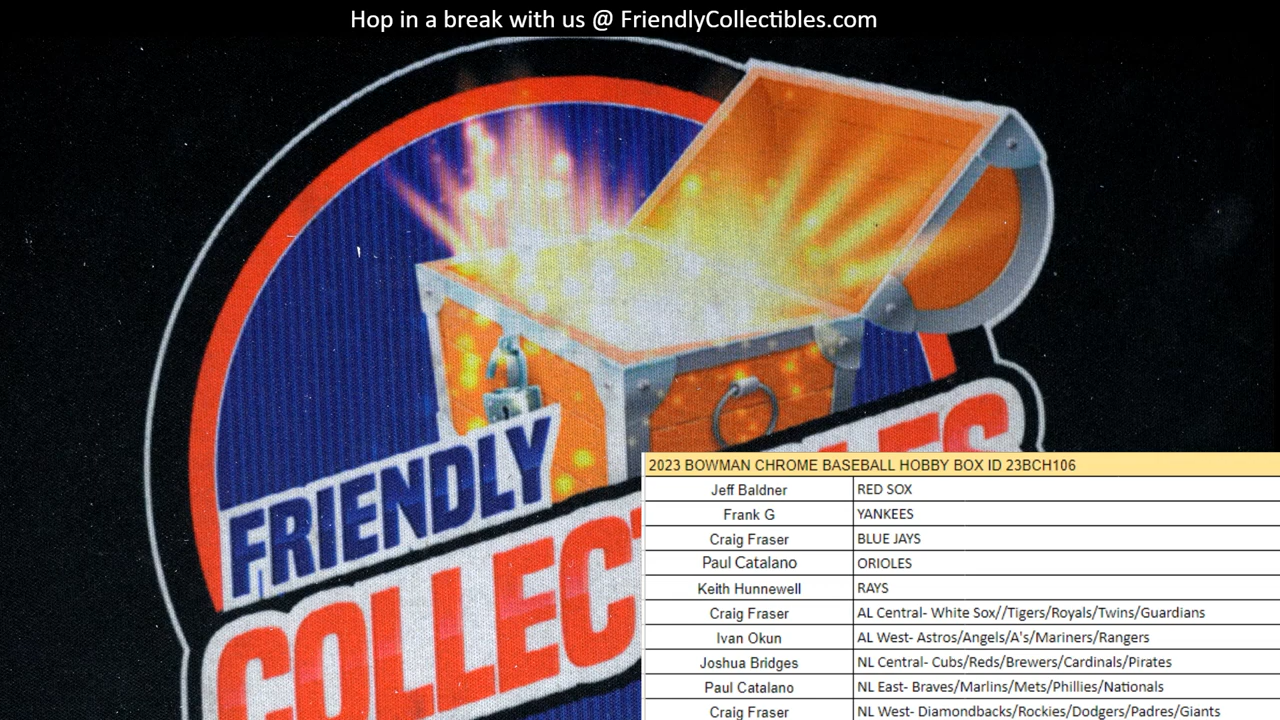 Hop in a break with us @ FriendlyCollectibles.com
FRIENDLY
COLLEC
LES
2023 BOWMAN CHROME BASEBALL HOBBY BOX ID 23BCH106
Jeff Baldner RED SOX
Frank G YANKEES
Craig Fraser BLUE JAYS
Paul Catalano ORIOLES
Keith Hunnewell RAYS
Craig Fraser AL Central- White Sox//Tigers/Royals/Twins/Guardians
Ivan Okun AL West- Astros/Angels/A's/Mariners/Rangers
Joshua Bridges NL Central- Cubs/Reds/Brewers/Cardinals/Pirates
Paul Catalano NL East- Braves/Marlins/Mets/Phillies/Nationals
Craig Fraser NL West- Diamondbacks/Rockies/Dodgers/Padres/Giants